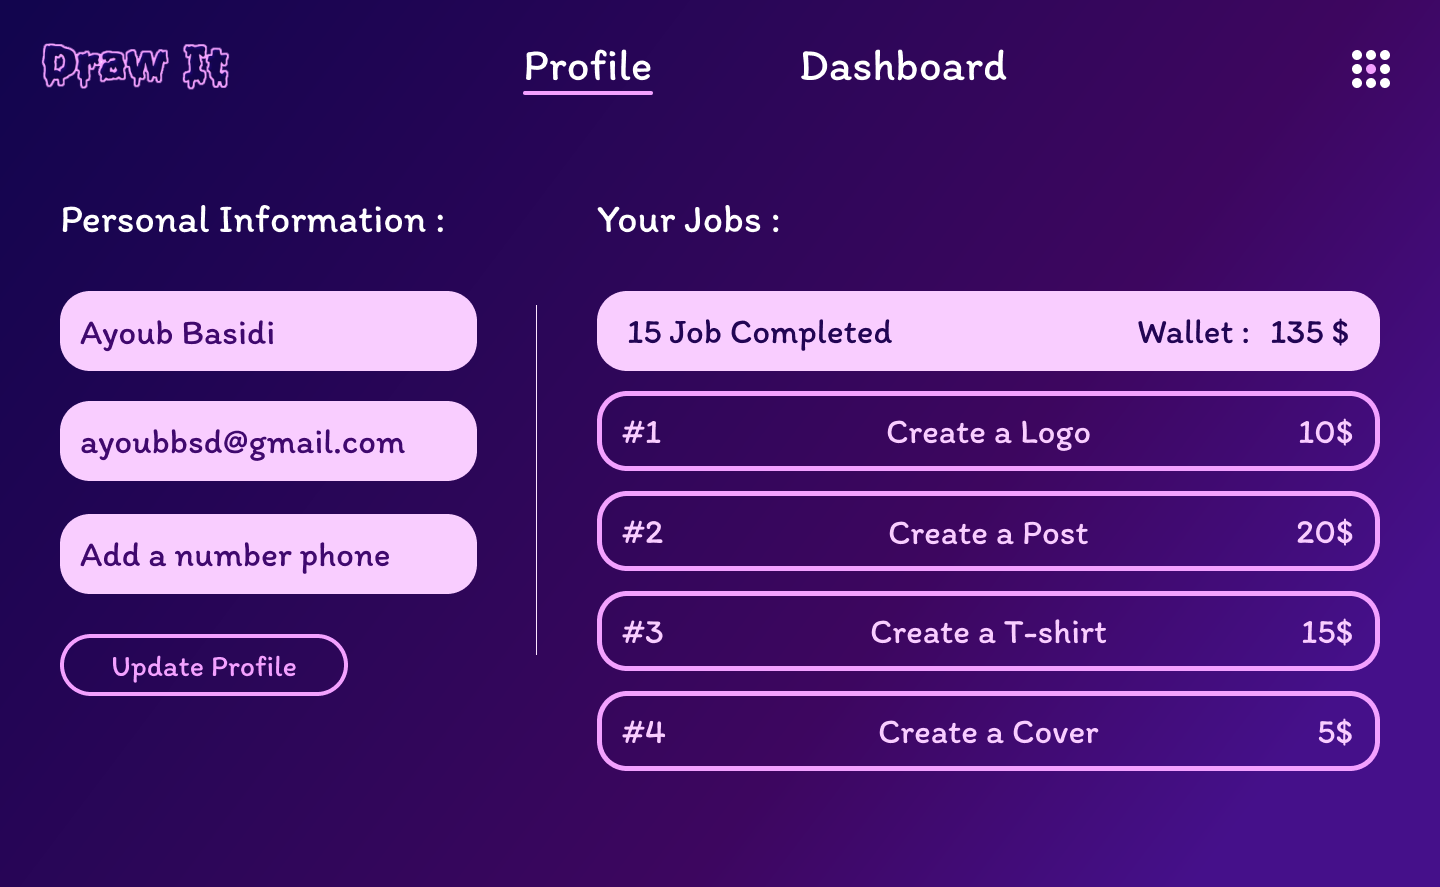 Draw It
Profile
Dashboard
Personal Information :
Ayoub Basidi
ayoubbsd@gmail.com
Add a number phone
Update Profile
Your Jobs :
15 Job Completed Wallet : 135 $
#1 Create a Logo 10$
#2 Create a Post 20$
#3 Create a T-shirt 15$
#4 Create a Cover 5$